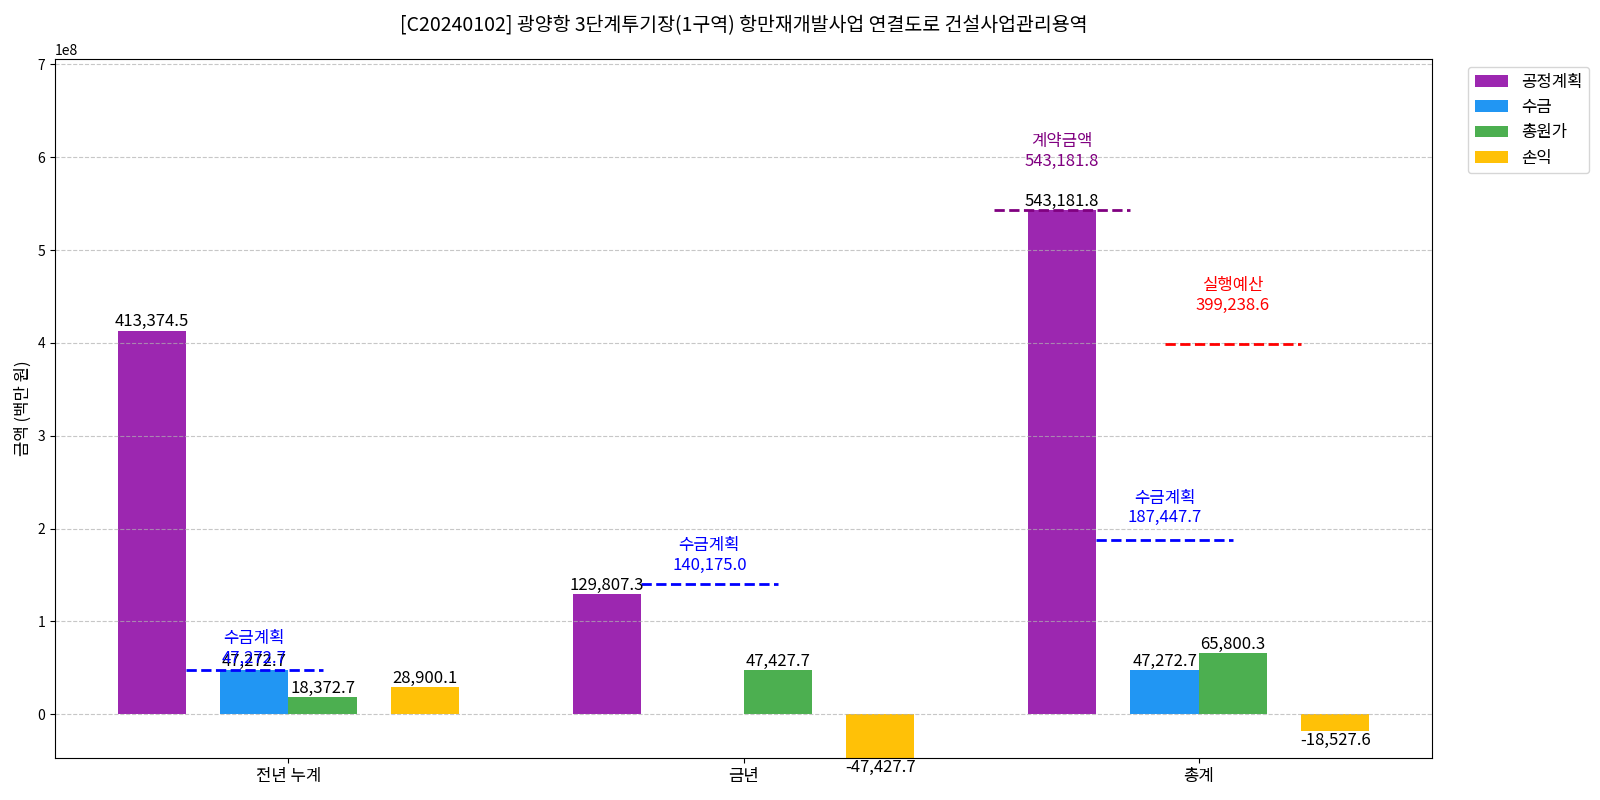 [C20240102] 광양항 3단계투기장(1구역) 항만재개발사업 연결도로 건설사업관리용역
1e8
7
6
5
4
3
2
1
0
금액 (백만 원)
공정계획
수금
총원가
손익
계약금액
543,181.8
543,181.8
실행예산
399,238.6
413,374.5
수금계획
187,447.7
수금계획
140,175.0
129,807.3
수금계획
47,272.7
47,272.7
18,372.7
28,900.1
47,427.7
-47,427.7
47,272.7
65,800.3
-18,527.6
전년 누계
금년
총계